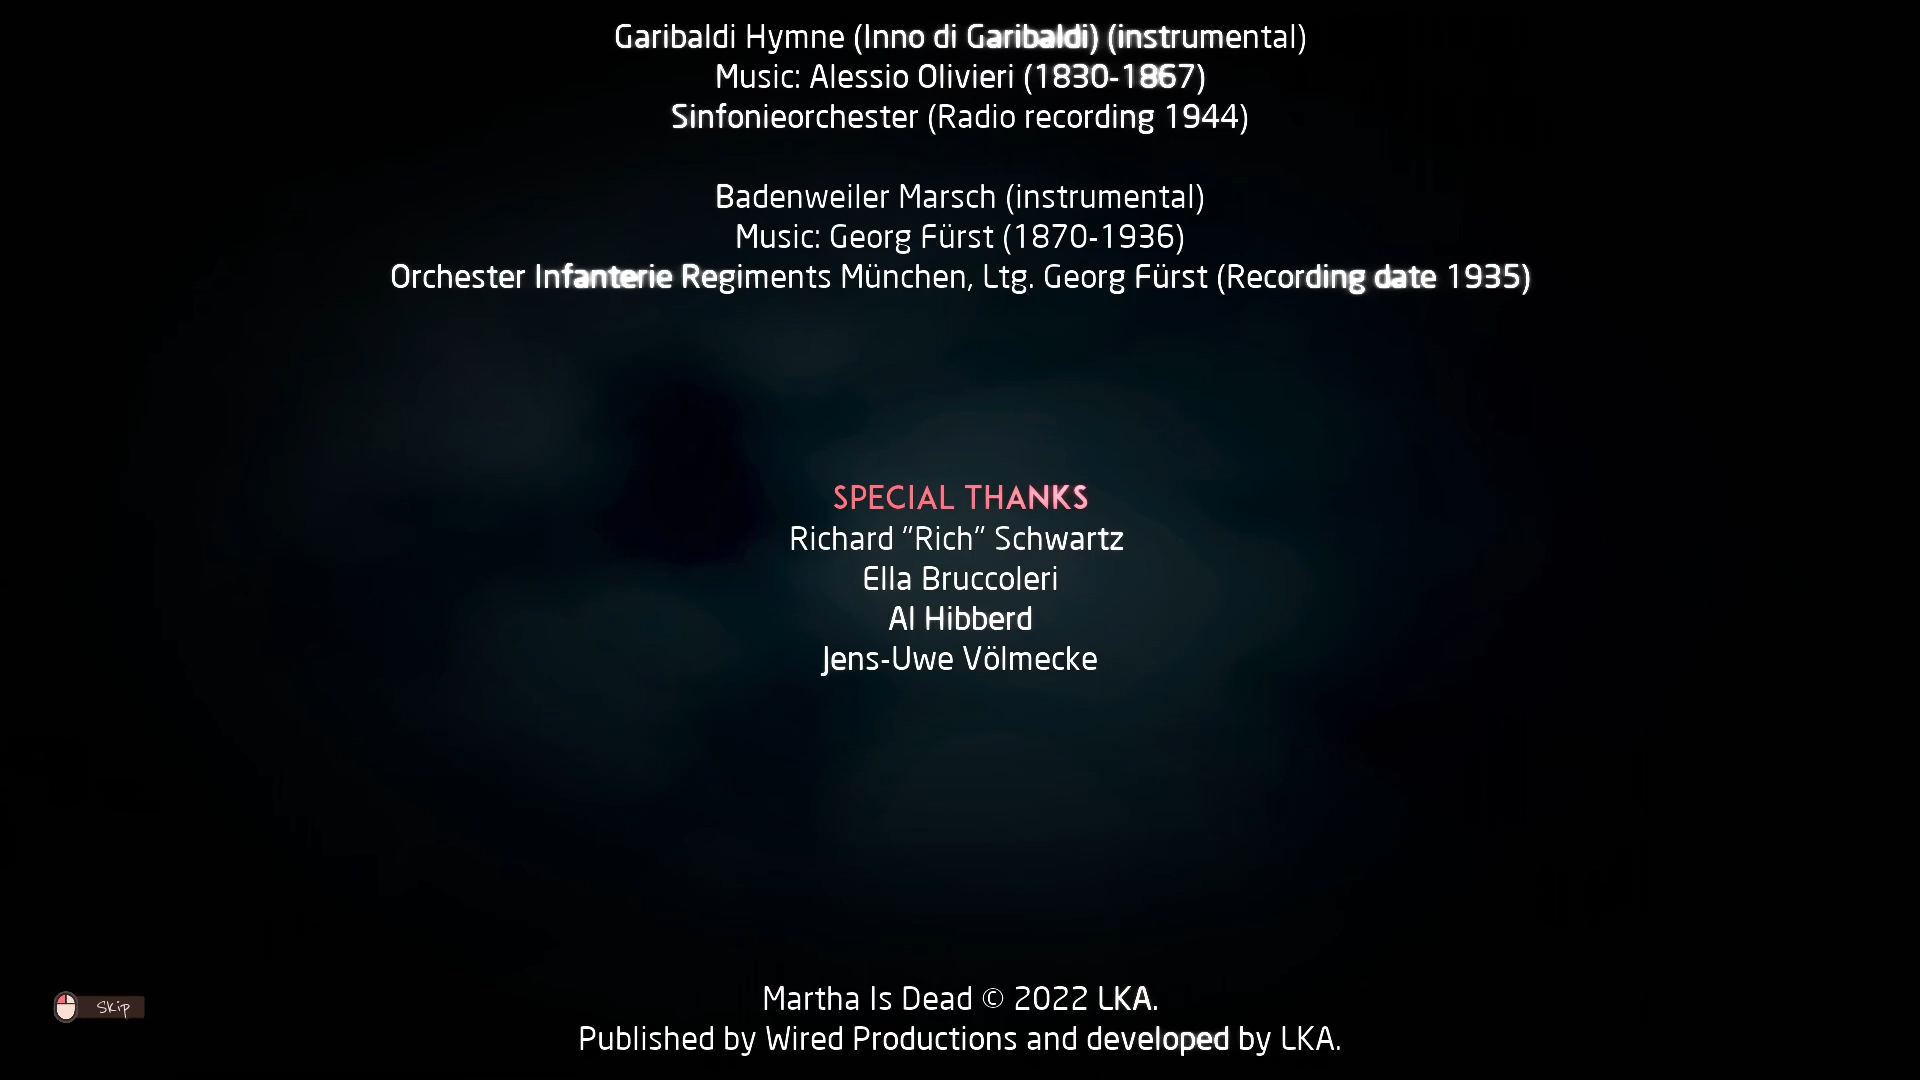 Garibaldi Hymne (Inno di Garibaldi) (instrumental)
Music: Alessio Olivieri (1830-1867)
Sinfonieorchester (Radio recording 1944)
Badenweiler Marsch (instrumental)
Music: Georg Fürst (1870-1936)
Orchester Infanterie Regiments München, Ltg. Georg Fürst (Recording date 1935)
SPECIAL THANKS
Richard "Rich" Schwartz
Ella Bruccoleri
Al Hibberd
Jens-Uwe Völmecke
Skip
Martha Is Dead © 2022 LKA.
Published by Wired Productions and developed by LKA.